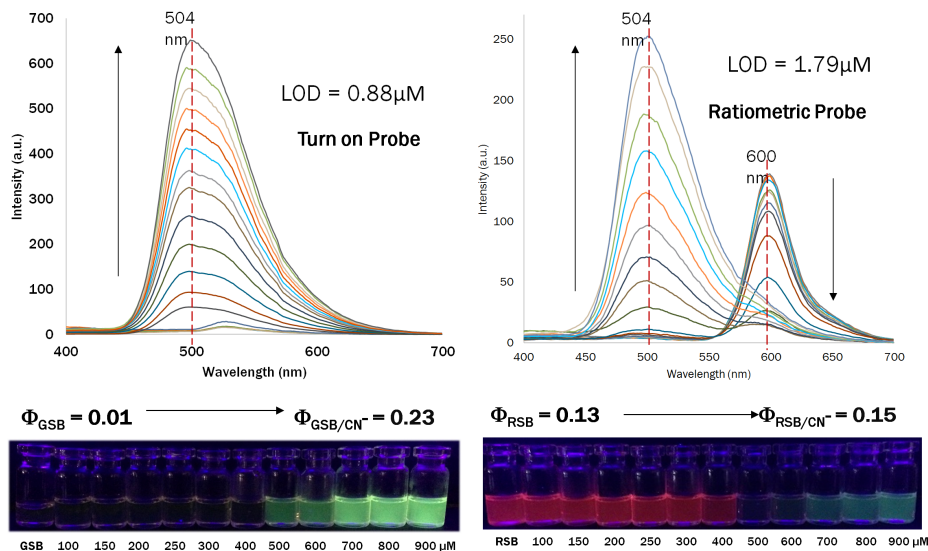 700
600
500
400
300
200
100
0
400
500
600
700
Intensity (a.u.)
Wavelength (nm)
504
nm
LOD = 0.88μM
Turn on Probe
250
200
150
100
50
0
400
450
500
550
600
650
700
Intensity (a.u.)
Wavelength (nm)
504
nm
600
nm
LOD = 1.79μM
Ratiometric Probe
ΦGSB = 0.01
ΦGSB/CN- = 0.23
ΦRSB = 0.13
ΦRSB/CN- = 0.15
GSB 100 150 200 250 300 400 500 600 700 800 900 μM
RSB 100 150 200 250 300 400 500 600 700 800 900 μM